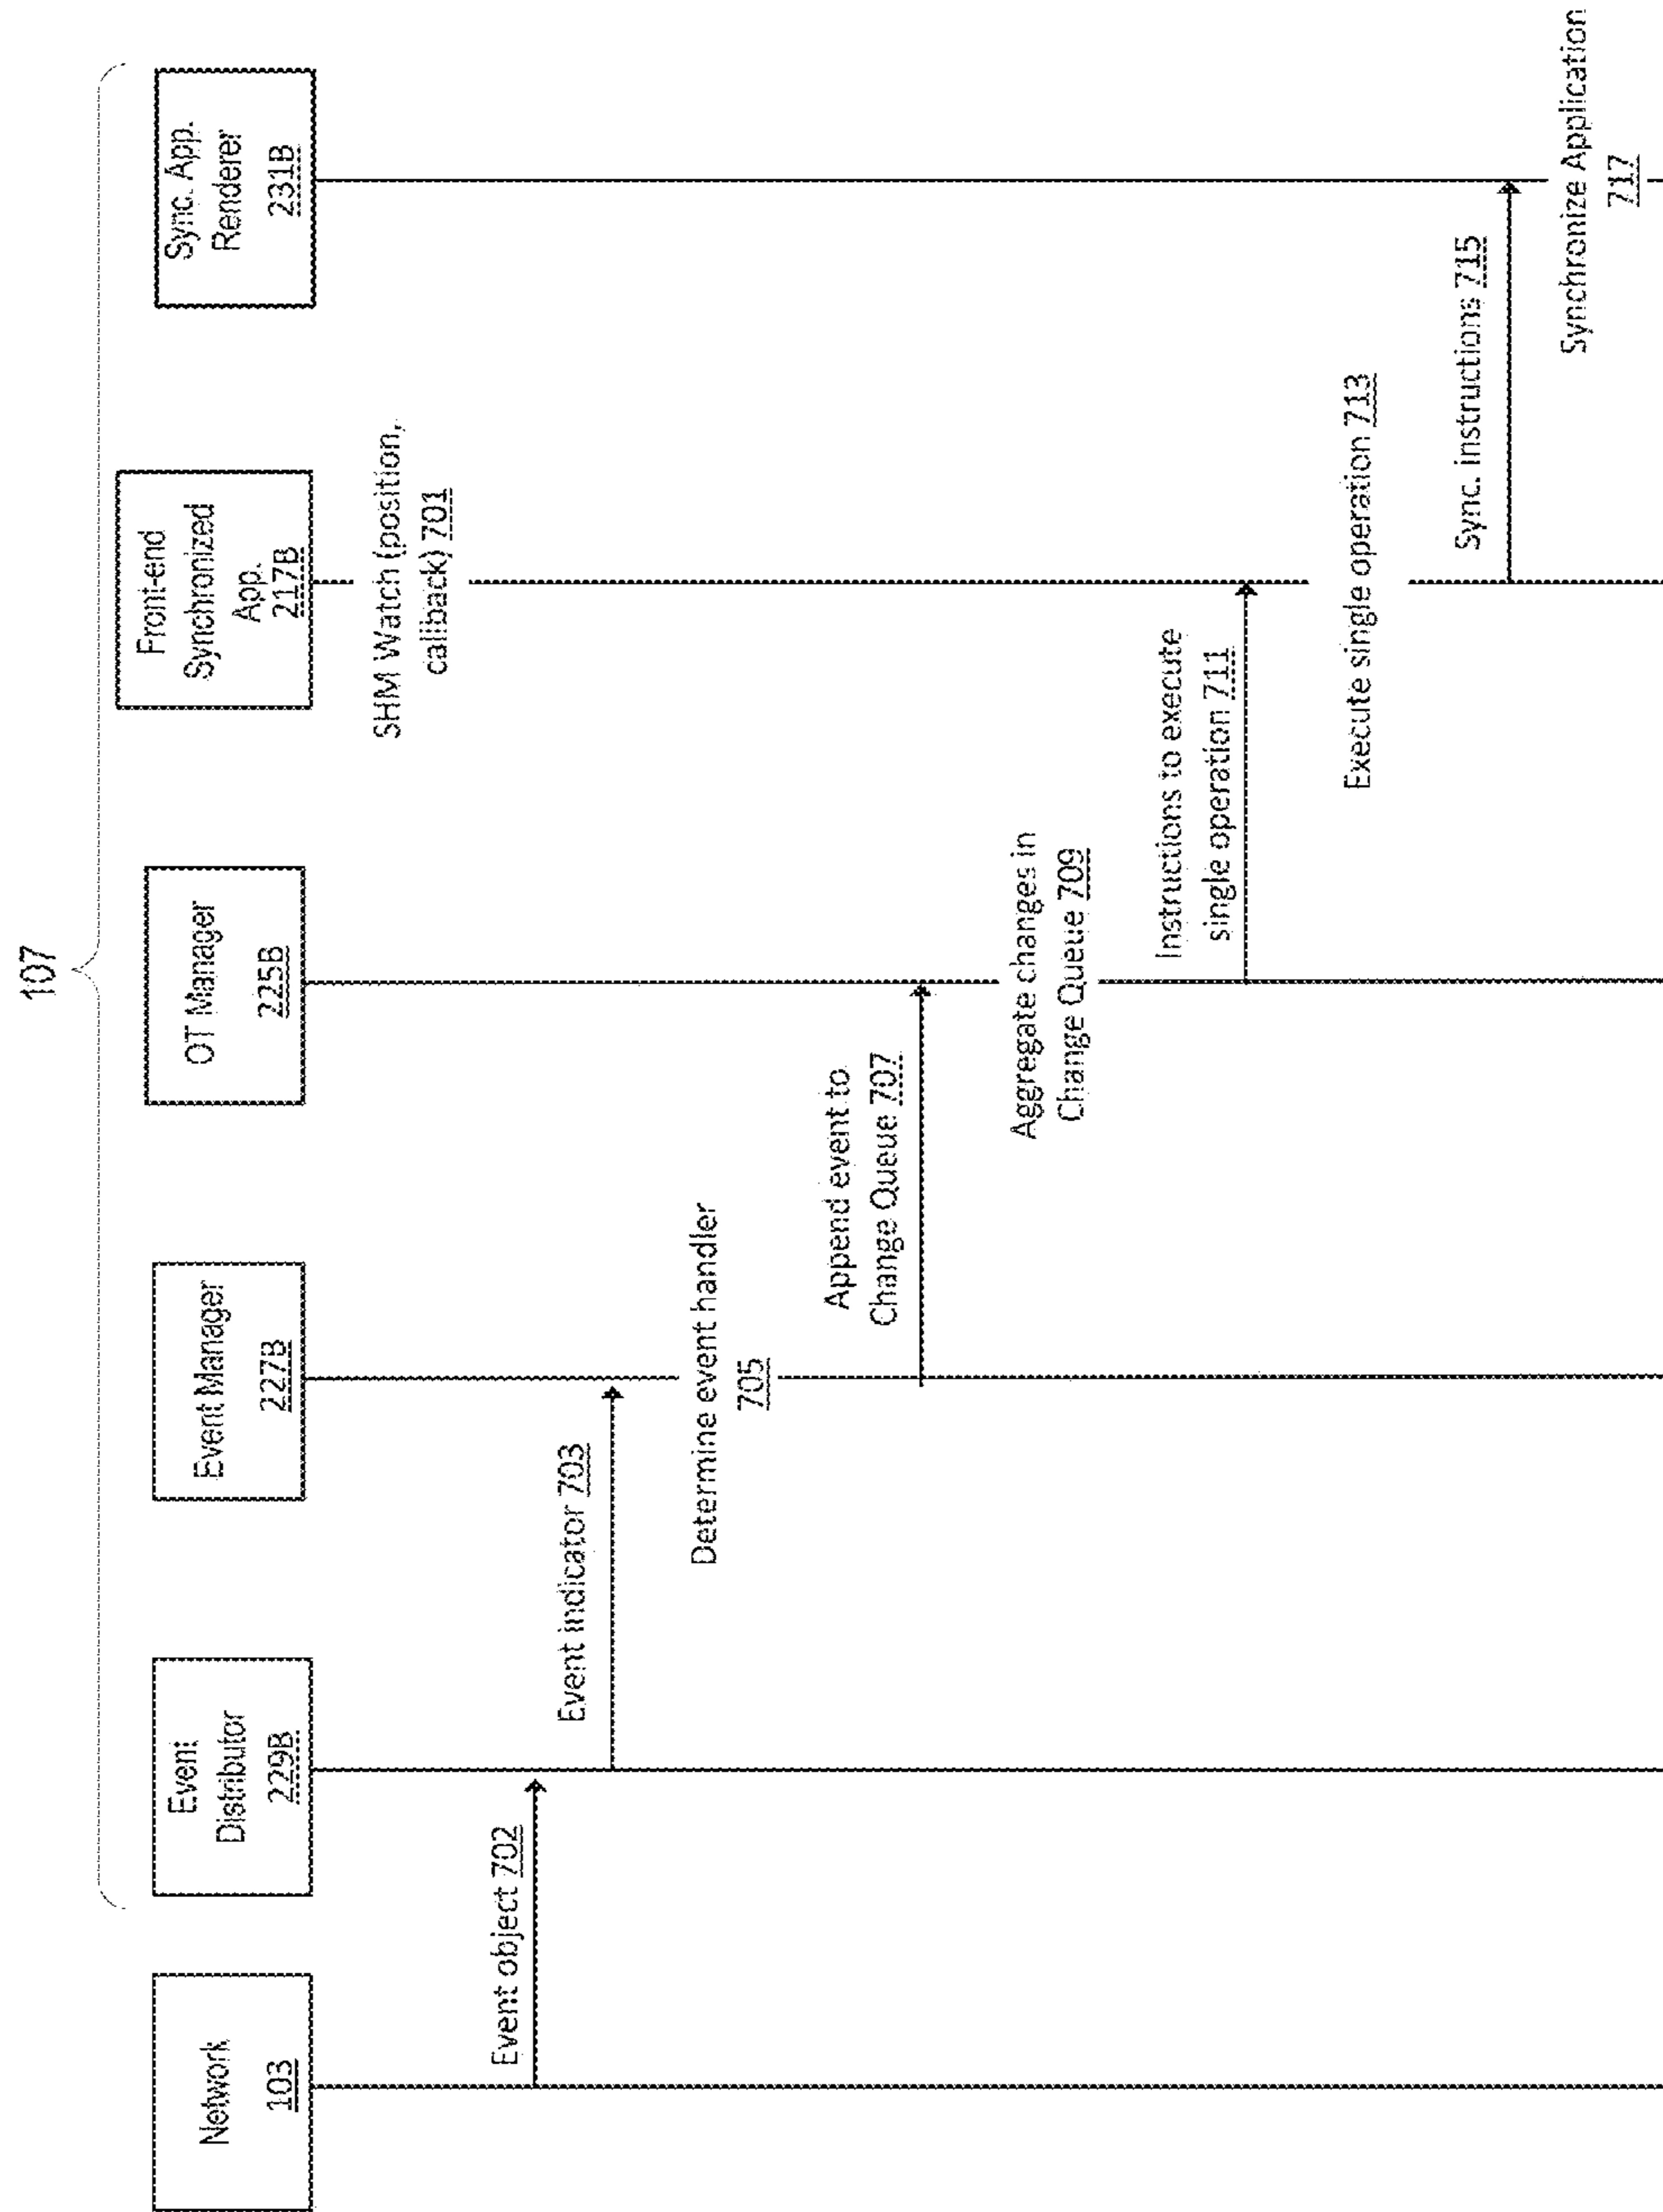 107
Network
103
Event
Distributor
229B
Event Manager
227B
OT Manager
225B
Front-end
Synchronized
App.
217B
Sync. App.
Renderer
231B
SHM Watch (position,
callback) 701
Event object 702
Event indicator 703
Determine event handler
705
Append event to
Change Queue 707
Aggregate changes in
Change Queue 709
Instructions to execute
single operation 711
Execute single operation 713
Sync. instructions 715
Synchronize Application
717